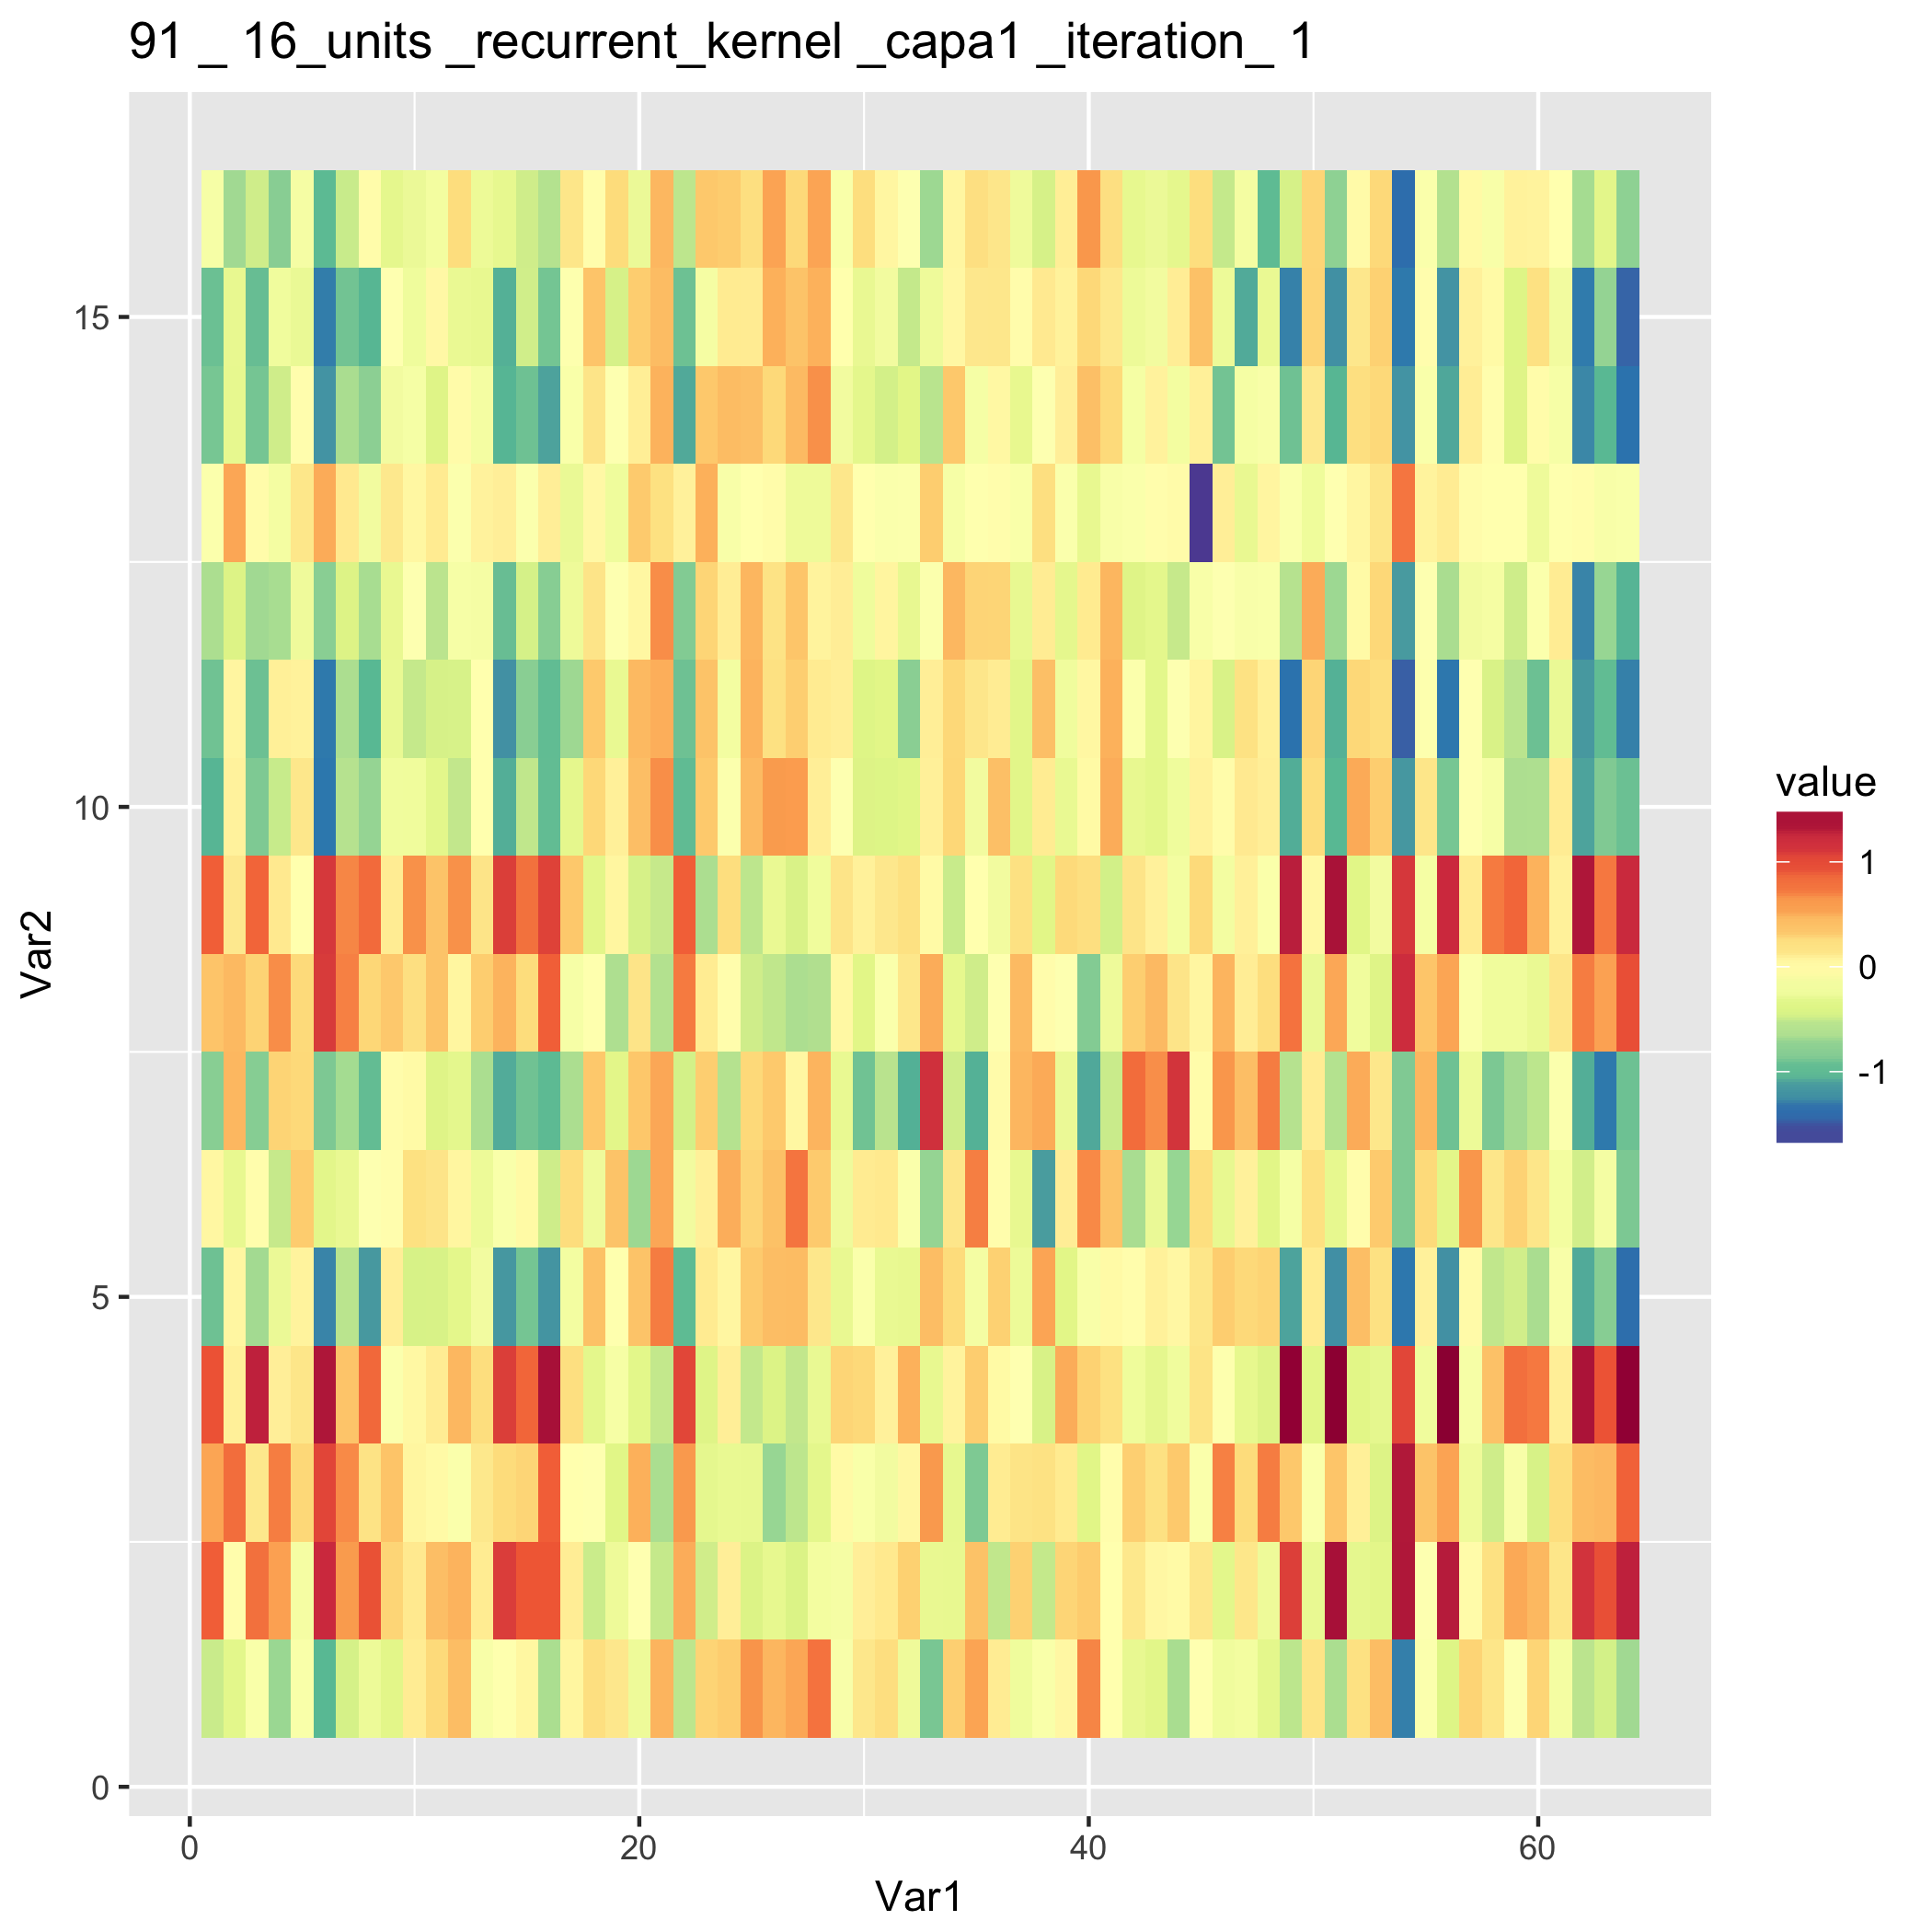 91 _ 16_units _recurrent_kernel _capa1 _iteration_ 1
15
10
5
0
Var2
0
20
40
60
Var1
value
1
0
-1